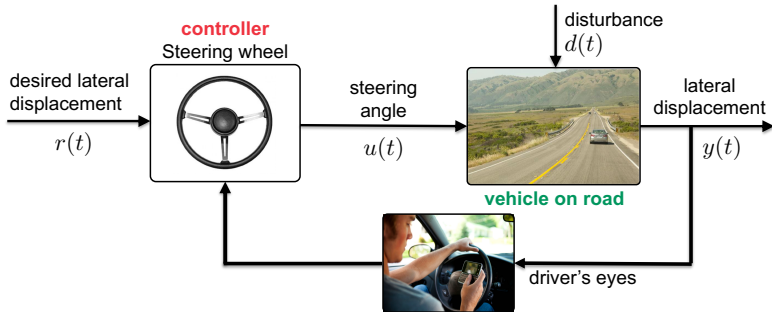 controller
Steering wheel
disturbance
d(t)
desired lateral
displacement
r(t)
steering
angle
u(t)
lateral
displacement
y(t)
vehicle on road
driver's eyes